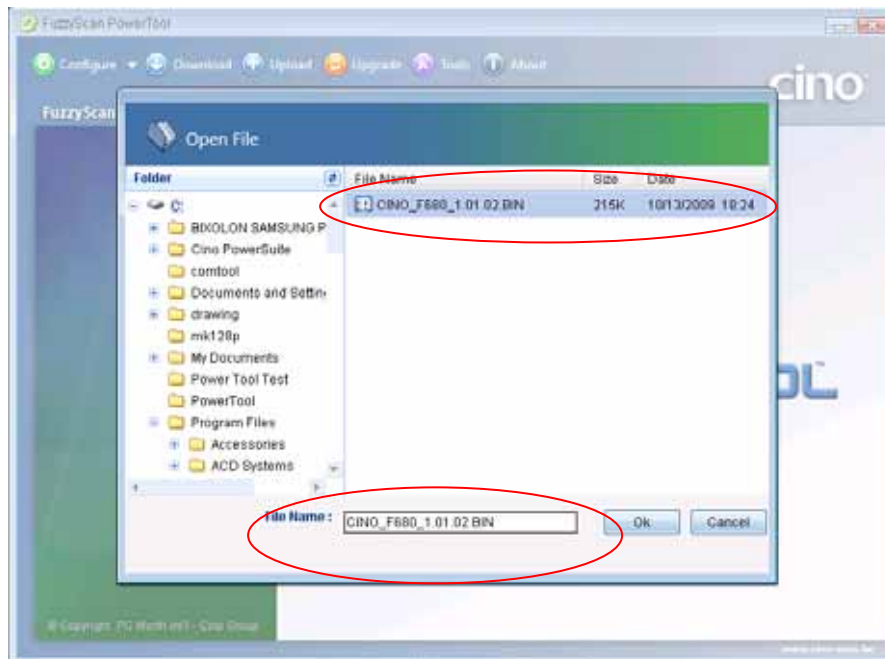 FuzzyScan PowerTool
Configure Download Upload Upgrade Tools About
cino
FuzzyScan
Open File
Folder
File Name Size Date
C:
CINO_F680_1.01.02.BIN 215K 10/13/2009 18:24
BIXOLON SAMSUNG P
Cino PowerSuite
comtool
Documents and Settin
drawing
mk128p
My Documents
Power Tool Test
PowerTool
Program Files
Accessories
ACD Systems
File Name :
CINO_F680_1.01.02.BIN
Ok Cancel
© Copyright